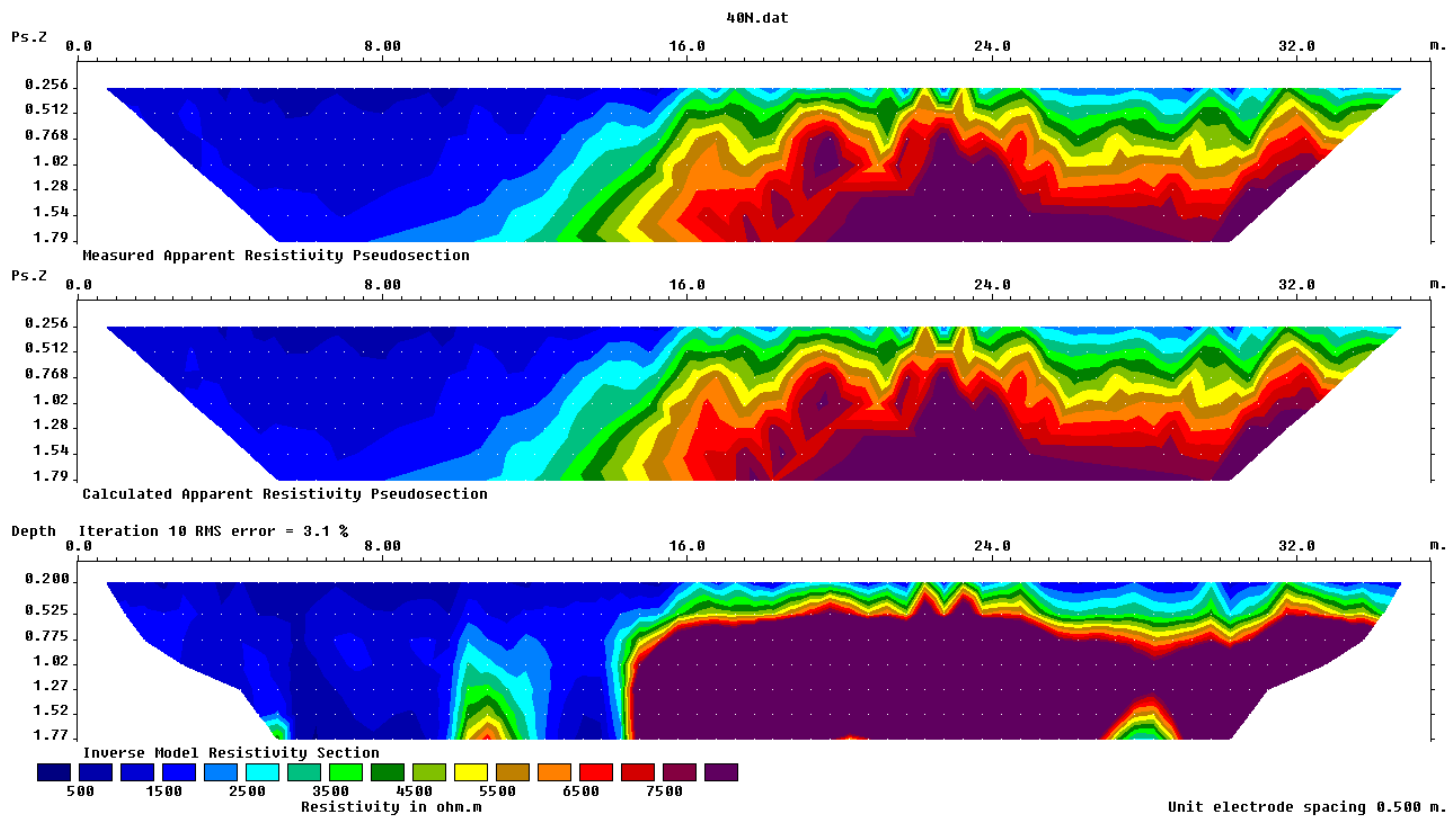 40N.dat
Ps.Z 0.0 8.00 16.0 24.0 32.0 m.
0.256
0.512
0.768
1.02
1.28
1.54
1.79
Measured Apparent Resistivity Pseudosection
Ps.Z 0.0 8.00 16.0 24.0 32.0 m.
0.256
0.512
0.768
1.02
1.28
1.54
1.79
Calculated Apparent Resistivity Pseudosection
Depth Iteration 10 RMS error = 3.1 %
0.0 8.00 16.0 24.0 32.0 m.
0.200
0.525
0.775
1.02
1.27
1.52
1.77
Inverse Model Resistivity Section
500 1500 2500 3500 4500 5500 6500 7500
Resistivity in ohm.m
Unit electrode spacing 0.500 m.